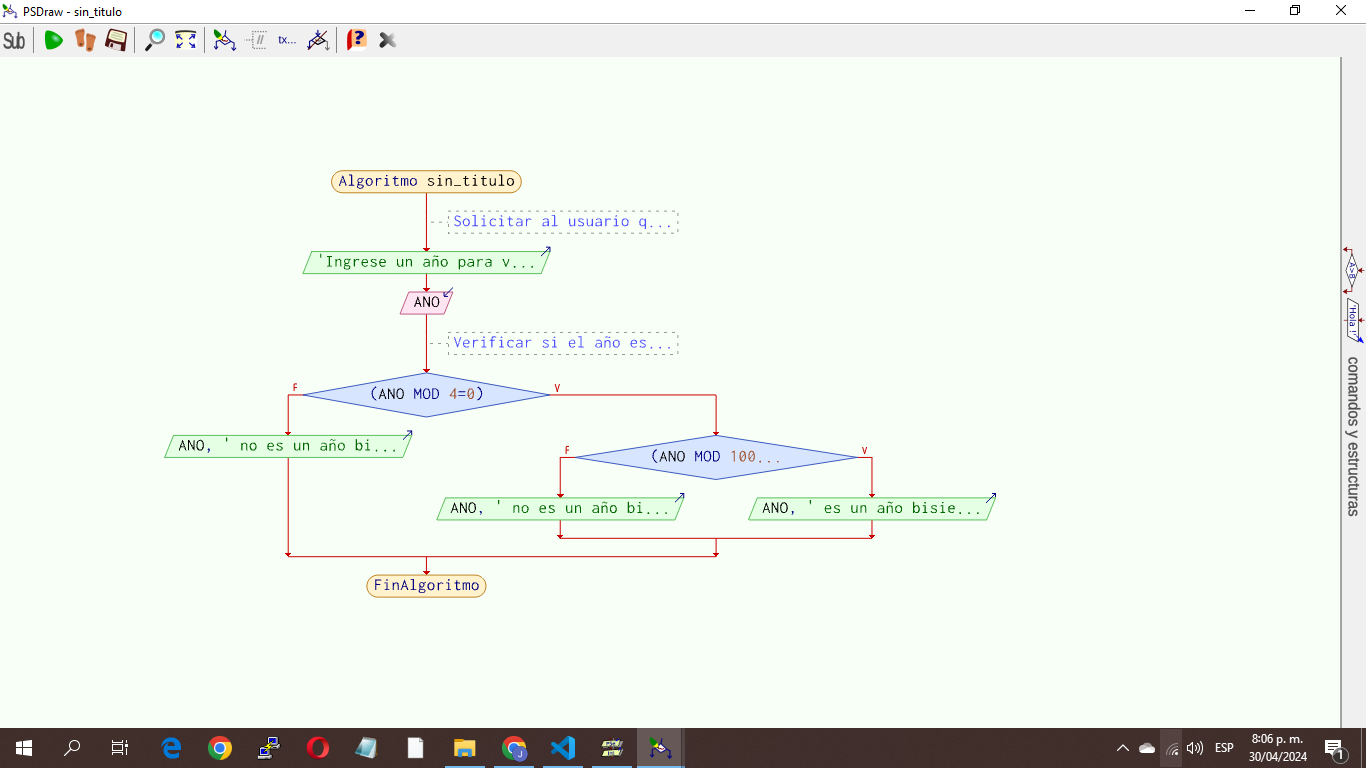 PSDraw - sin_titulo
Sub
tx...
?
Algoritmo sin_titulo
Solicitar al usuario q...
'Ingrese un año para v...
ANO
Verificar si el año es...
F
(ANO MOD 4=0)
V
ANO, ' no es un año bi...
F
(ANO MOD 100...
V
ANO, ' no es un año bi...
ANO, ' es un año bisie...
FinAlgoritmo
A>B
'Hola !'
comandos y estructuras
J
ESP
8:06 p. m.
30/04/2024
1